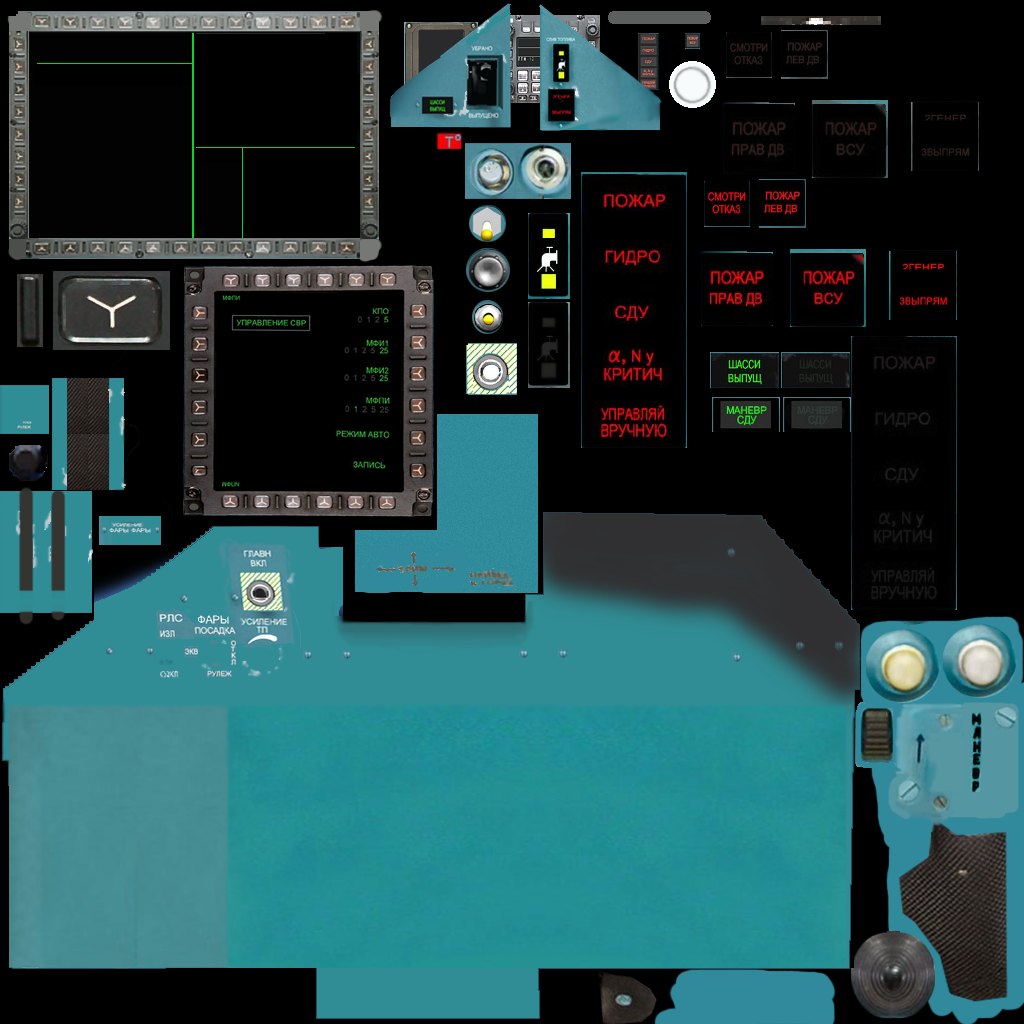 УБРАНО
ШАССИ
ВЫПУЩ
ВЫПУЩЕНО
T°
СМОТРИ
ОТКАЗ
ПОЖАР
ЛЕВ ДВ
ПОЖАР
ПРАВ ДВ
ПОЖАР
ВСУ
2ГЕНЕР
3ВЫПРЯМ
СМОТРИ
ОТКАЗ
ПОЖАР
ЛЕВ ДВ
ПОЖАР
ПРАВ ДВ
ПОЖАР
ВСУ
2ГЕНЕР
3ВЫПРЯМ
ПОЖАР
ГИДРО
СДУ
α, N y
КРИТИЧ
УПРАВЛЯЙ
ВРУЧНУЮ
ШАССИ
ВЫПУЩ
ШАССИ
ВЫПУЩ
МАНЕВР
СДУ
МАНЕВР
СДУ
ПОЖАР
ГИДРО
СДУ
α, N y
КРИТИЧ
УПРАВЛЯЙ
ВРУЧНУЮ
МФПИ
УПРАВЛЕНИЕ СВР
КПО
0 1 2 5
МФИ1
0 1 2 5 25
МФИ2
0 1 2 5 25
МФПИ
0 1 2 5 25
РЕЖИМ АВТО
ЗАПИСЬ
УСИЛЕНИЕ
ФАРЫ ФАРЫ
ГЛАВН
ВКЛ
РЛС
ИЗЛ
ЭКВ
ФАРЫ
ПОСАДКА
ОТКЛ
РУЛЕЖ
УСИЛЕНИЕ
ТП
МАНЕВР